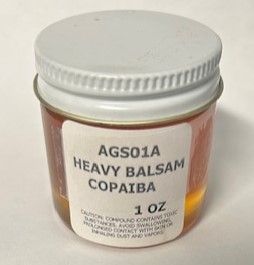 AGS01A
HEAVY BALSAM
COPAIBA
1 OZ
CAUTION: COMPOUND CONTAINS TOXIC
SUBSTANCES. AVOID SWALLOWING,
PROLONGED CONTACT WITH SKIN OR
INHALING DUST AND VAPORS.